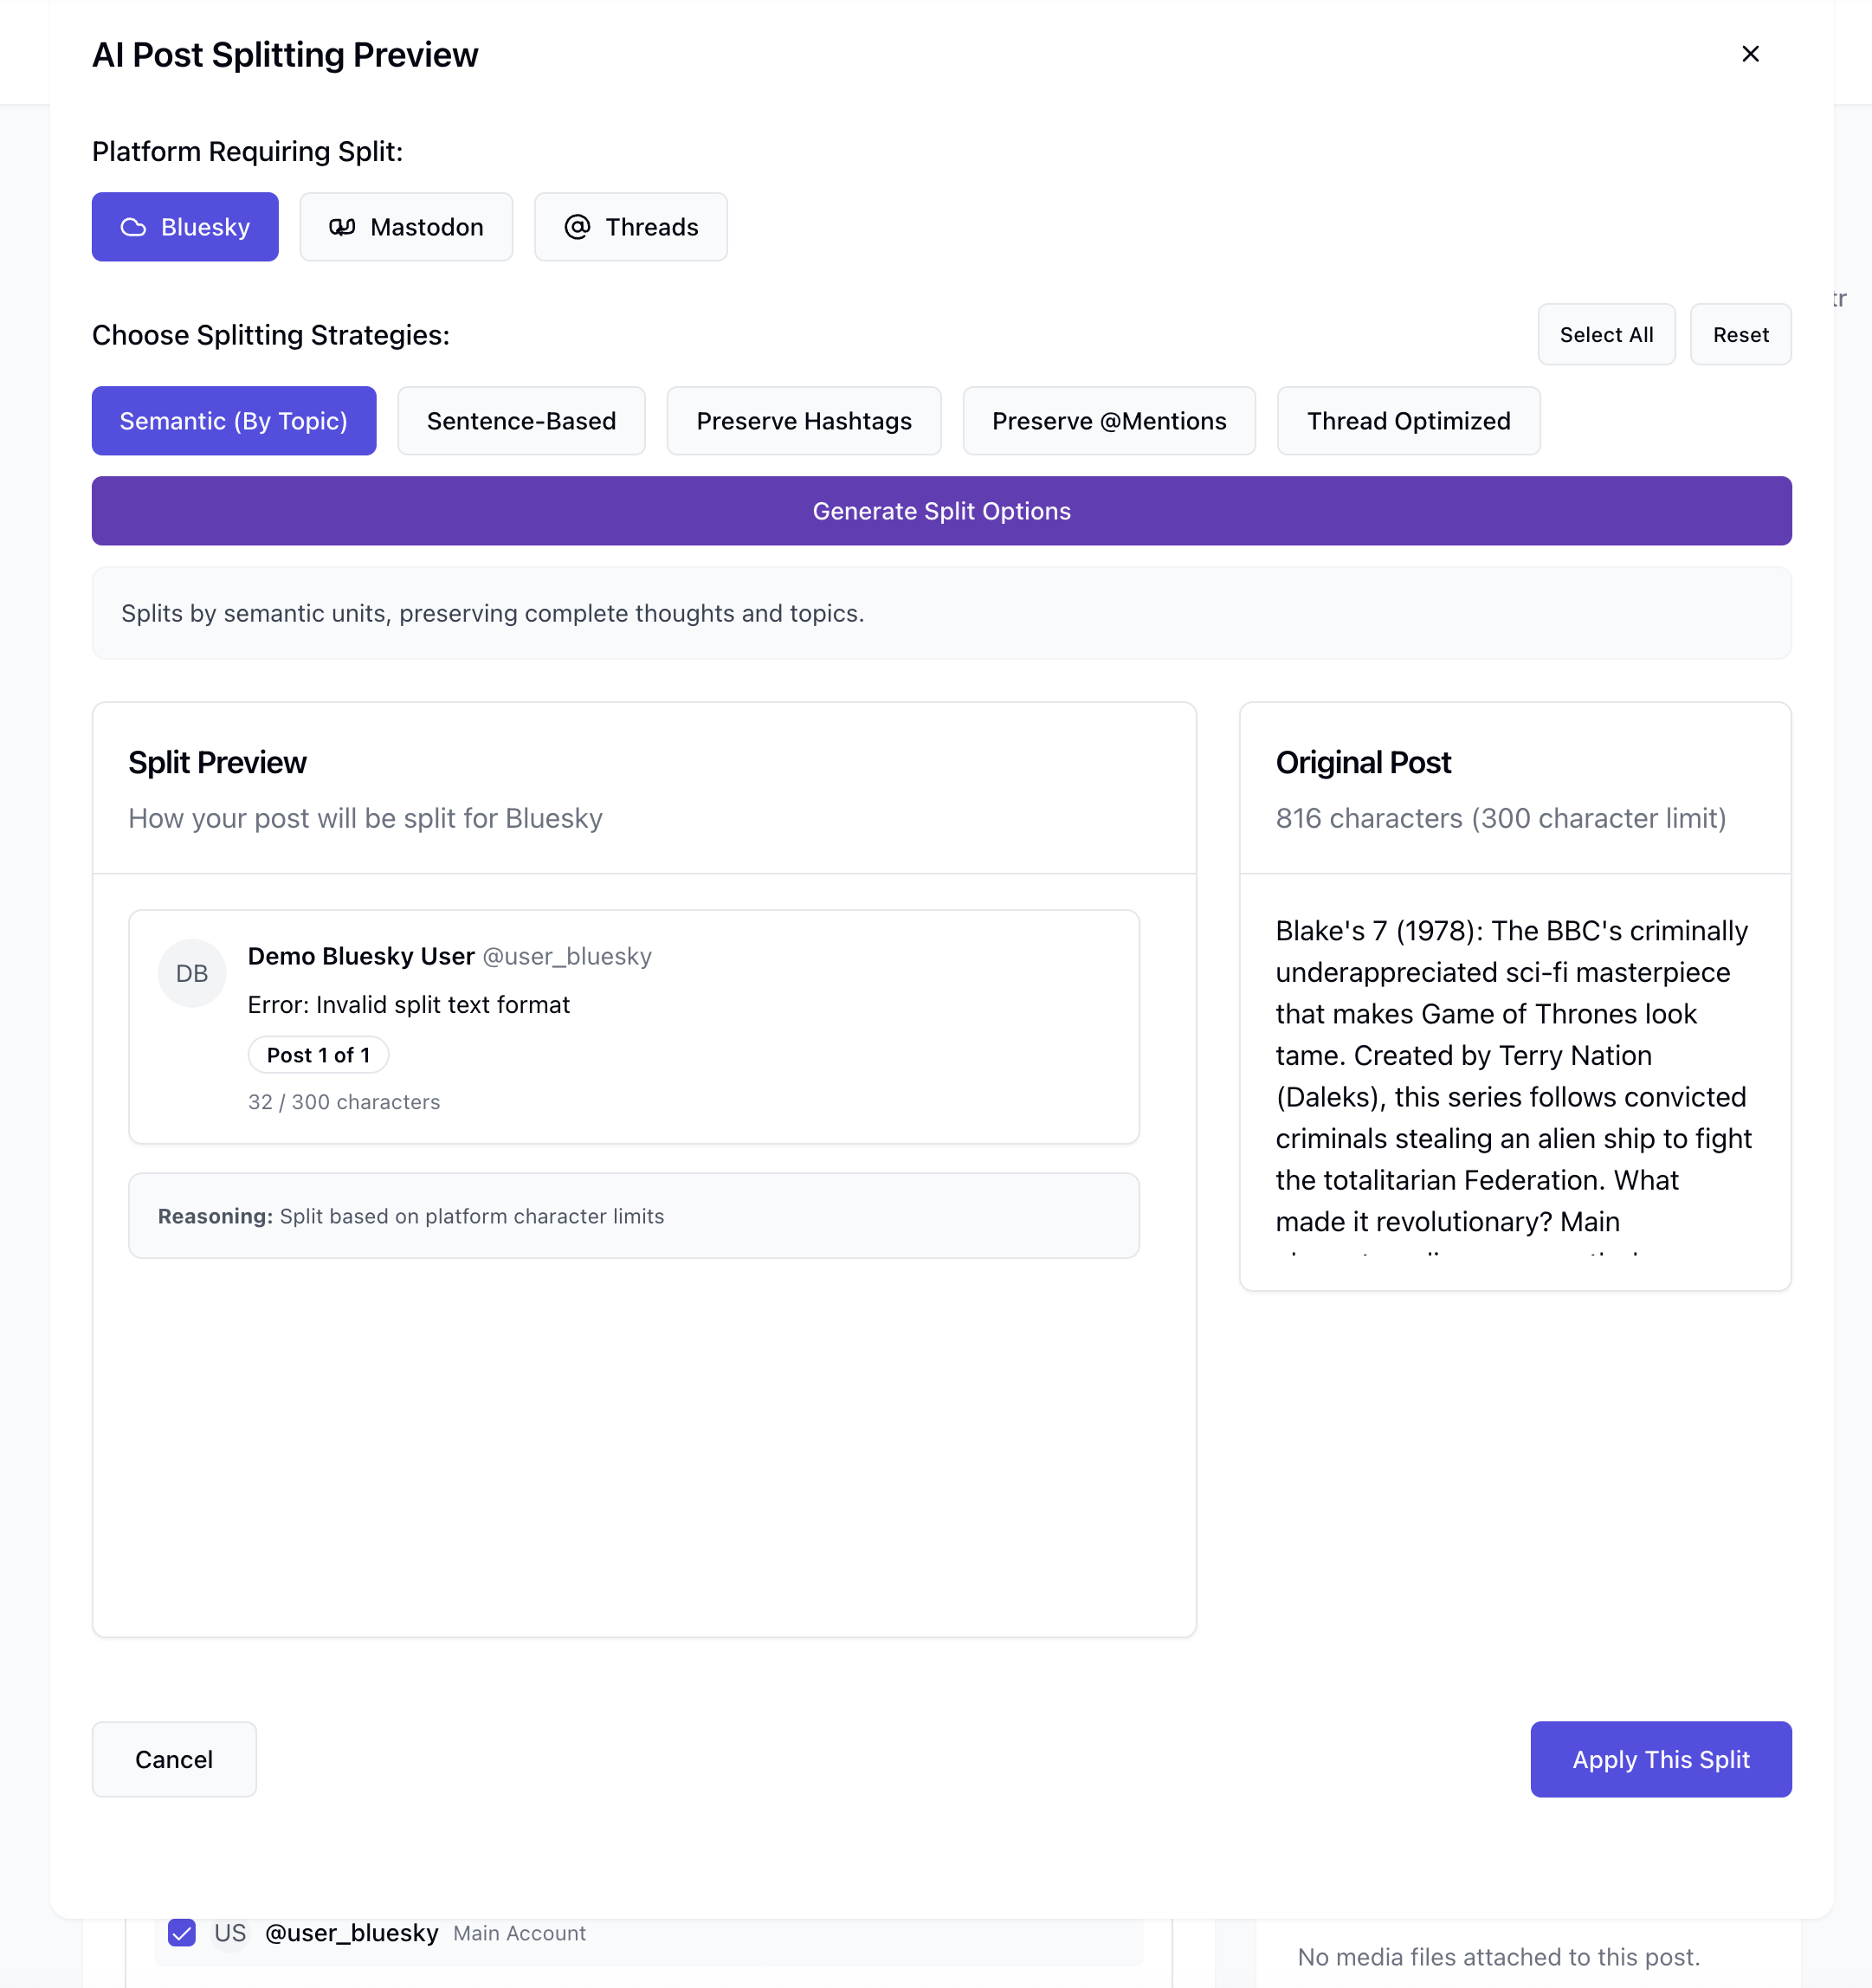 AI Post Splitting Preview
Platform Requiring Split:
Bluesky
Mastodon
Threads
tr
Choose Splitting Strategies:
Select All
Reset
Semantic (By Topic)
Sentence-Based
Preserve Hashtags
Preserve @Mentions
Thread Optimized
Generate Split Options
Splits by semantic units, preserving complete thoughts and topics.
Split Preview
How your post will be split for Bluesky
DB
Demo Bluesky User @user_bluesky
Error: Invalid split text format
Post 1 of 1
32 / 300 characters
Reasoning: Split based on platform character limits
Original Post
816 characters (300 character limit)
Blake's 7 (1978): The BBC's criminally
underappreciated sci-fi masterpiece
that makes Game of Thrones look
tame. Created by Terry Nation
(Daleks), this series follows convicted
criminals stealing an alien ship to fight
the totalitarian Federation. What
made it revolutionary? Main
Cancel
Apply This Split
US @user_bluesky Main Account
No media files attached to this post.